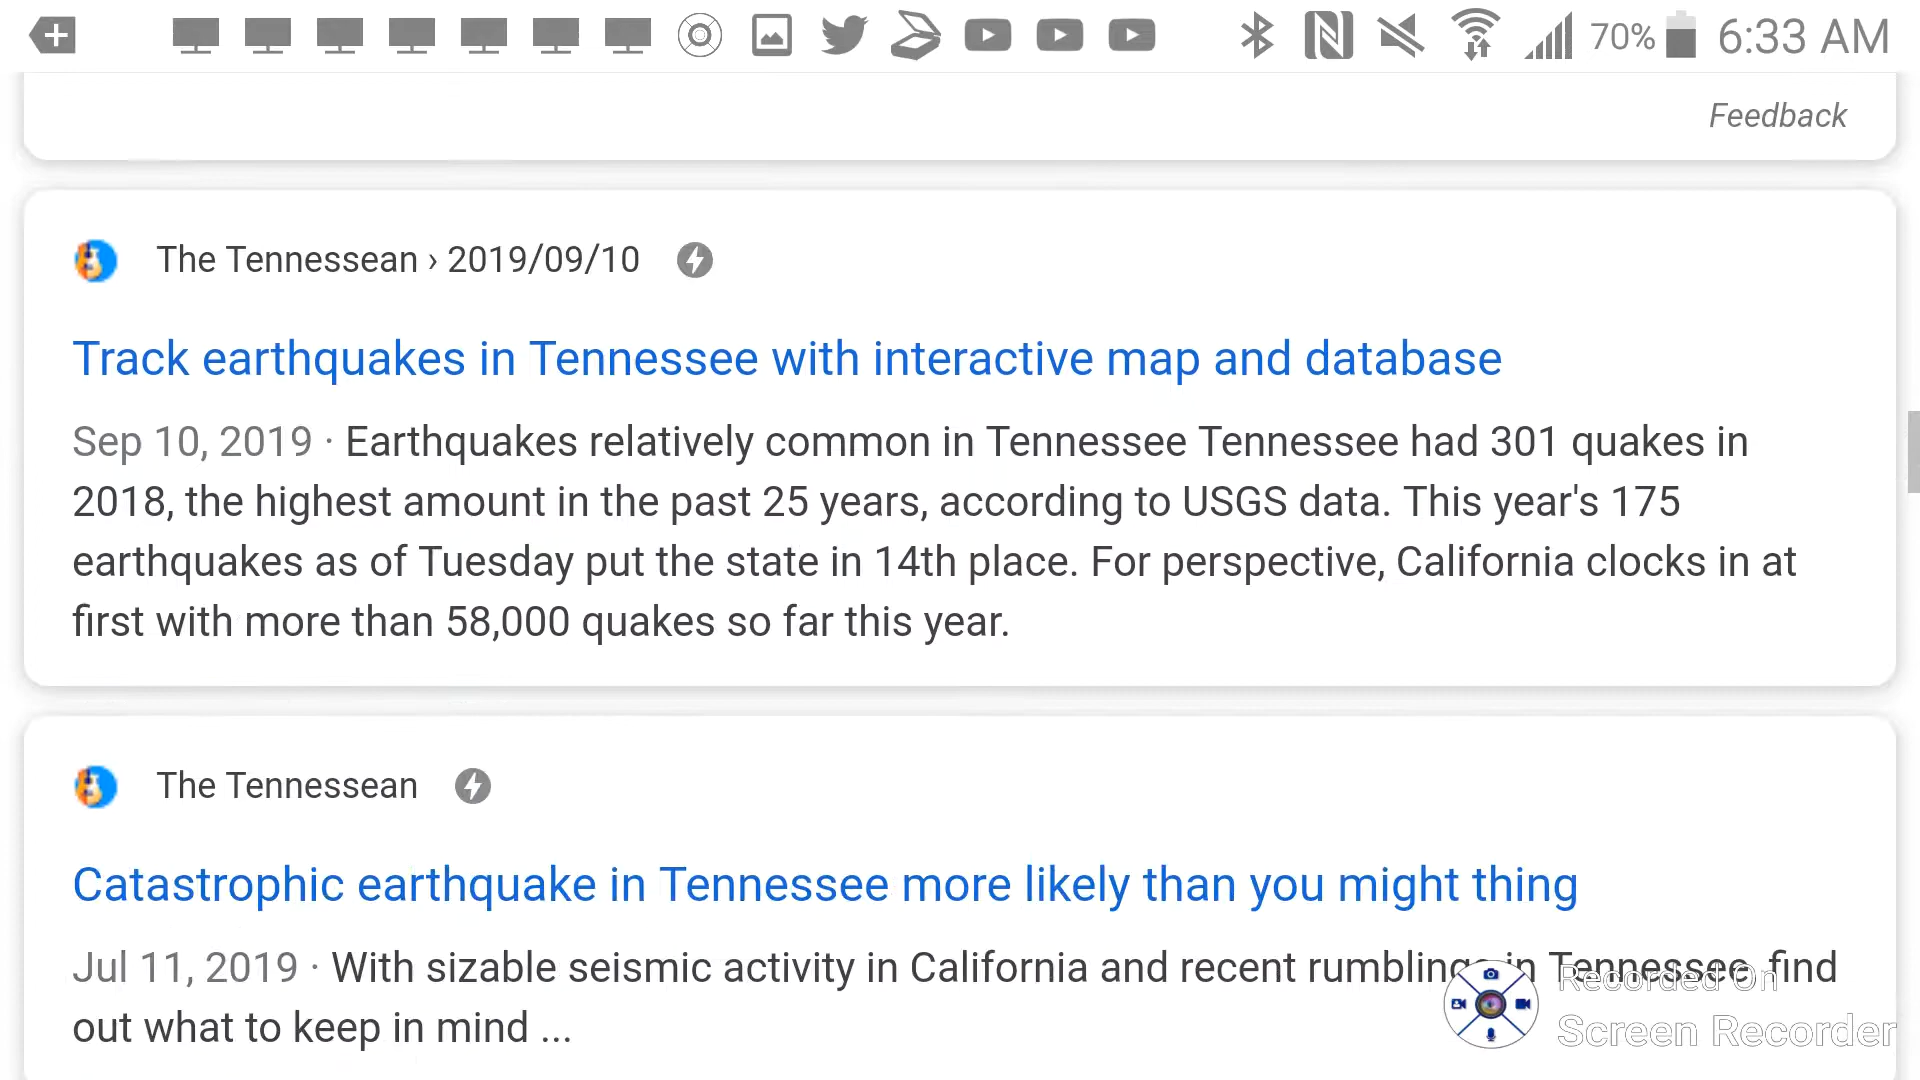 70% 6:33 AM
Feedback
The Tennessean › 2019/09/10
Track earthquakes in Tennessee with interactive map and database
Sep 10, 2019 · Earthquakes relatively common in Tennessee Tennessee had 301 quakes in
2018, the highest amount in the past 25 years, according to USGS data. This year's 175
earthquakes as of Tuesday put the state in 14th place. For perspective, California clocks in at
first with more than 58,000 quakes so far this year.
The Tennessean
Catastrophic earthquake in Tennessee more likely than you might thing
Jul 11, 2019 · With sizable seismic activity in California and recent rumblings in Tennessee, find
out what to keep in mind ...
Recorded On
Screen Recorder